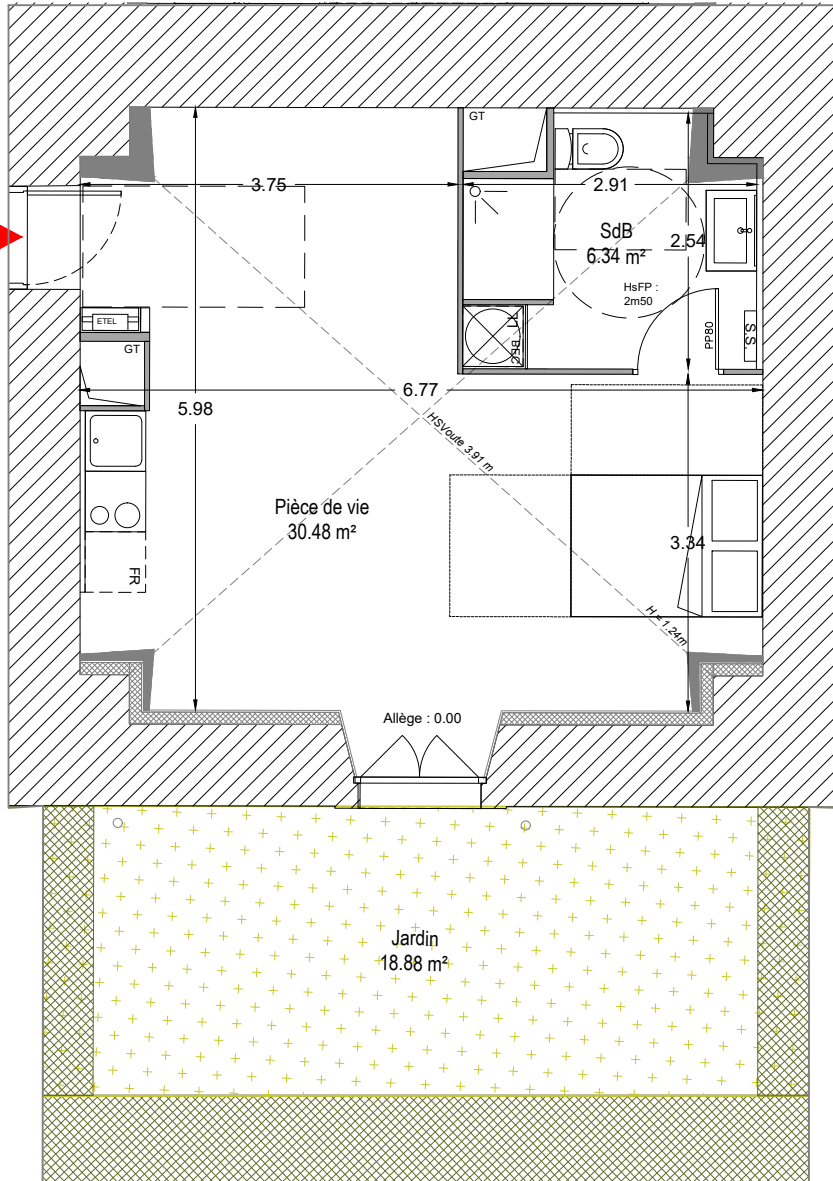 GT
3.75
2.91
SdB
6.34 m²
2.54
HsFP :
2m50
ETEL
GT
LL
BEC
PP80
S.S.
6.77
5.98
HSVoute 3.91 m
Pièce de vie
30.48 m²
3.34
FR
H = 1.24m
Allège : 0.00
Jardin
18.88 m²